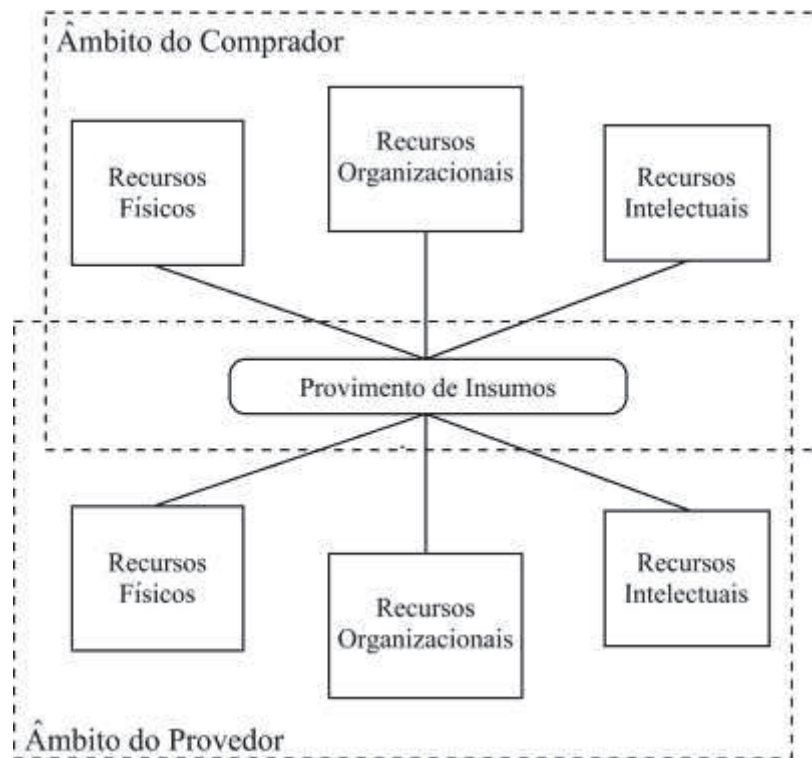 Âmbito do Comprador
Recursos
Físicos
Recursos
Organizacionais
Recursos
Intelectuais
Provimento de Insumos
Recursos
Físicos
Recursos
Organizacionais
Recursos
Intelectuais
Âmbito do Provedor